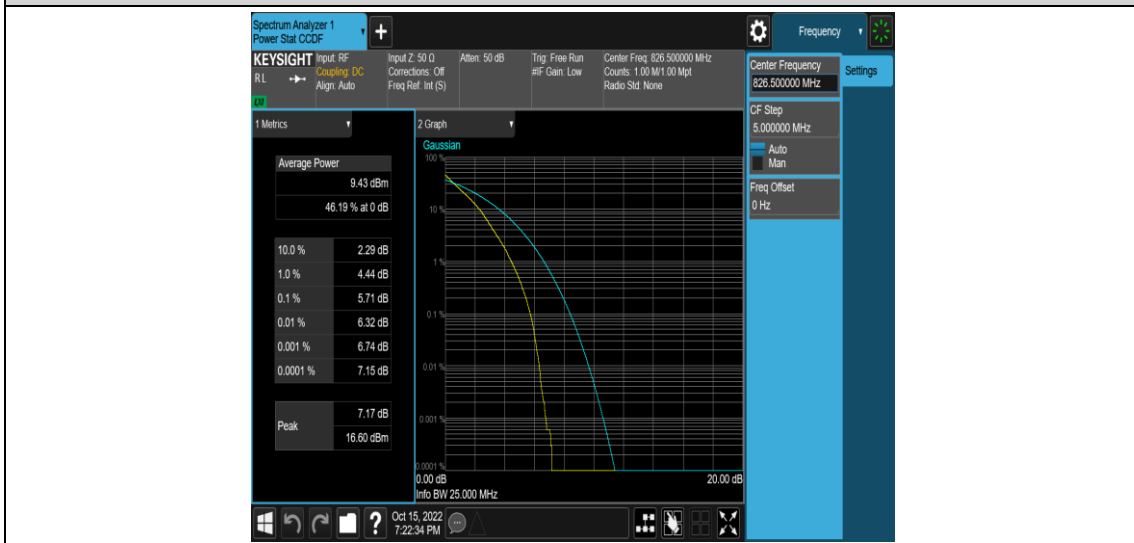 Spectrum Analyzer 1
Power Stat CCDF
+
Frequency
KEYSIGHT
RL
LXI
Input: RF
Coupling: DC
Align: Auto
Input Z: 50 Ω
Corrections: Off
Freq Ref: Int (S)
Atten: 50 dB
Trig: Free Run
#IF Gain: Low
Center Freq: 826.500000 MHz
Counts: 1.00 M/1.00 Mpt
Radio Std: None
Center Frequency
826.500000 MHz
Settings
CF Step
5.000000 MHz
Auto
Man
Freq Offset
0 Hz
1 Metrics
Average Power
9.43 dBm
46.19 % at 0 dB
10.0 % 2.29 dB
1.0 % 4.44 dB
0.1 % 5.71 dB
0.01 % 6.32 dB
0.001 % 6.74 dB
0.0001 % 7.15 dB
Peak
7.17 dB
16.60 dBm
2 Graph
Gaussian
100 %
10 %
1 %
0.1 %
0.01 %
0.001 %
0.0001 %
0.00 dB 20.00 dB
Info BW 25.000 MHz
?
Oct 15, 2022
7:22:34 PM